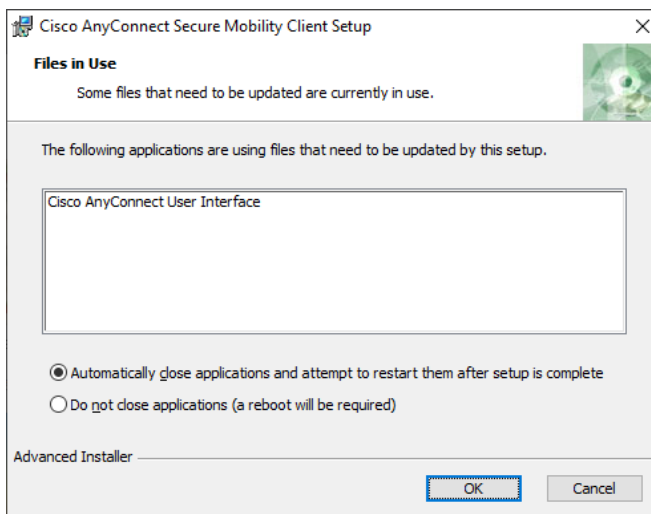 Cisco AnyConnect Secure Mobility Client Setup
Files in Use
Some files that need to be updated are currently in use.
The following applications are using files that need to be updated by this setup.
Cisco AnyConnect User Interface
Automatically close applications and attempt to restart them after setup is complete
Do not close applications (a reboot will be required)
Advanced Installer
OK
Cancel